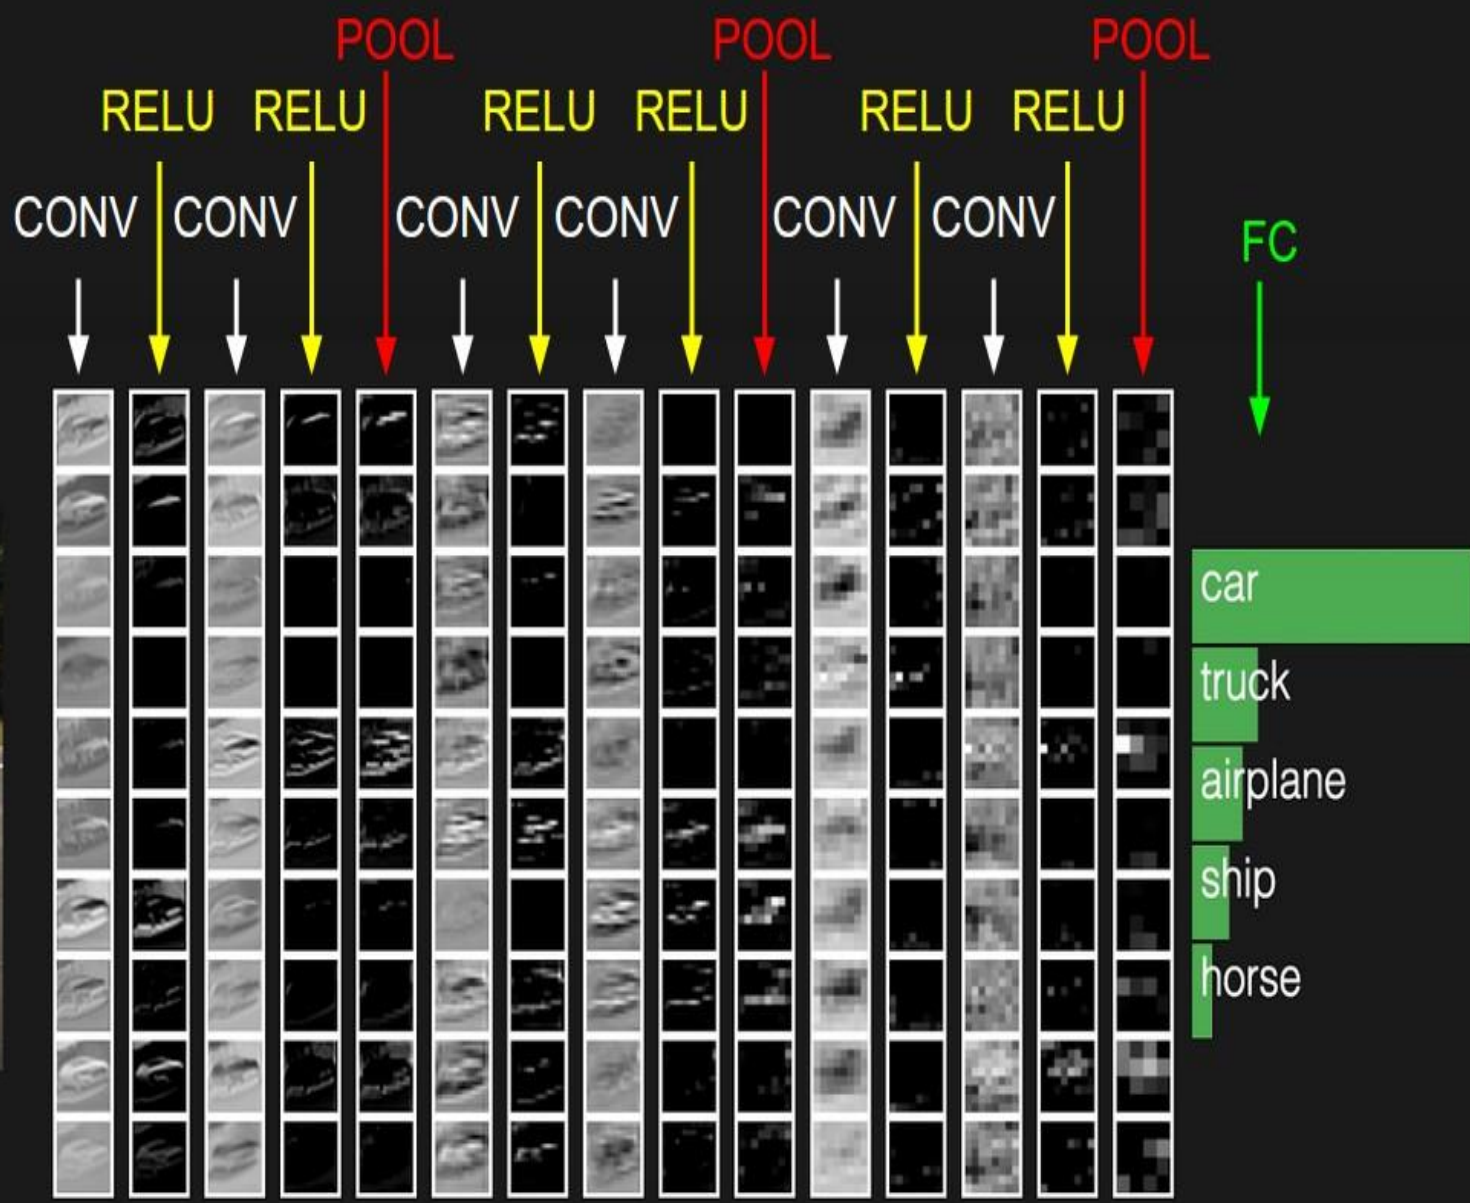 POOL POOL POOL
RELU RELU RELU RELU RELU RELU
CONV CONV CONV CONV CONV CONV
FC
car
truck
airplane
ship
horse